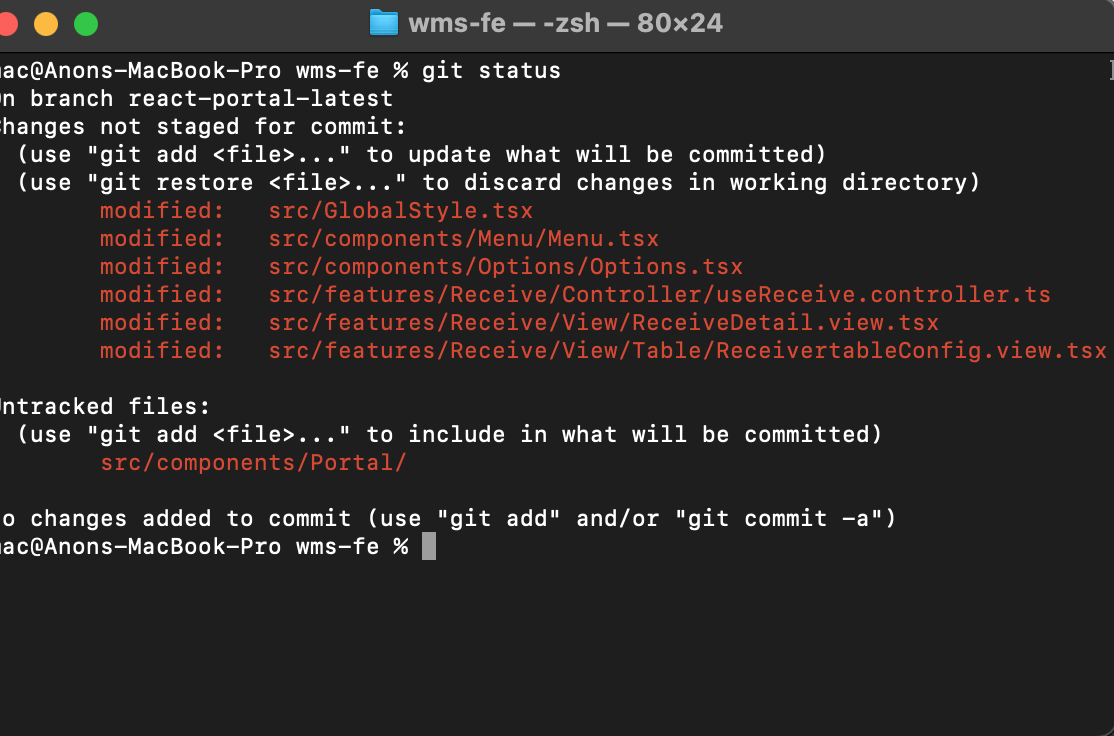 wms-fe — -zsh — 80×24
mac@Anons-MacBook-Pro wms-fe % git status
On branch react-portal-latest
Changes not staged for commit:
  (use "git add <file>..." to update what will be committed)
  (use "git restore <file>..." to discard changes in working directory)
        modified:   src/GlobalStyle.tsx
        modified:   src/components/Menu/Menu.tsx
        modified:   src/components/Options/Options.tsx
        modified:   src/features/Receive/Controller/useReceive.controller.ts
        modified:   src/features/Receive/View/ReceiveDetail.view.tsx
        modified:   src/features/Receive/View/Table/ReceivertableConfig.view.tsx
Untracked files:
  (use "git add <file>..." to include in what will be committed)
        src/components/Portal/
no changes added to commit (use "git add" and/or "git commit -a")
mac@Anons-MacBook-Pro wms-fe %